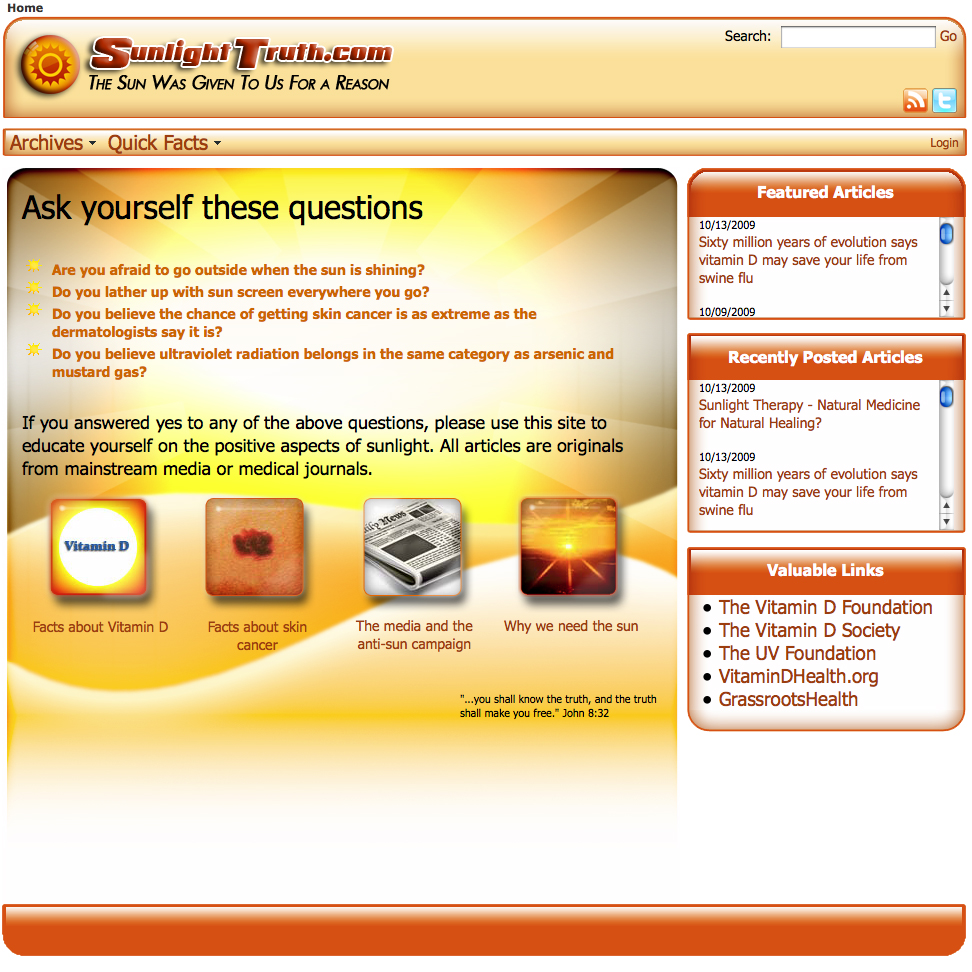 Home
SunlightTruth.com
The Sun Was Given To Us For a Reason
Search:
Go
Archives
Quick Facts
Login
Ask yourself these questions
Are you afraid to go outside when the sun is shining?
Do you lather up with sun screen everywhere you go?
Do you believe the chance of getting skin cancer is as extreme as the
dermatologists say it is?
Do you believe ultraviolet radiation belongs in the same category as arsenic and
mustard gas?
If you answered yes to any of the above questions, please use this site to
educate yourself on the positive aspects of sunlight. All articles are originals
from mainstream media or medical journals.
Vitamin D
Daily News
Facts about Vitamin D
Facts about skin
cancer
The media and the
anti-sun campaign
Why we need the sun
"...you shall know the truth, and the truth
shall make you free." John 8:32
Featured Articles
10/13/2009
Sixty million years of evolution says
vitamin D may save your life from
swine flu
10/09/2009
Recently Posted Articles
10/13/2009
Sunlight Therapy - Natural Medicine
for Natural Healing?
10/13/2009
Sixty million years of evolution says
vitamin D may save your life from
swine flu
Valuable Links
The Vitamin D Foundation
The Vitamin D Society
The UV Foundation
VitaminDHealth.org
GrassrootsHealth